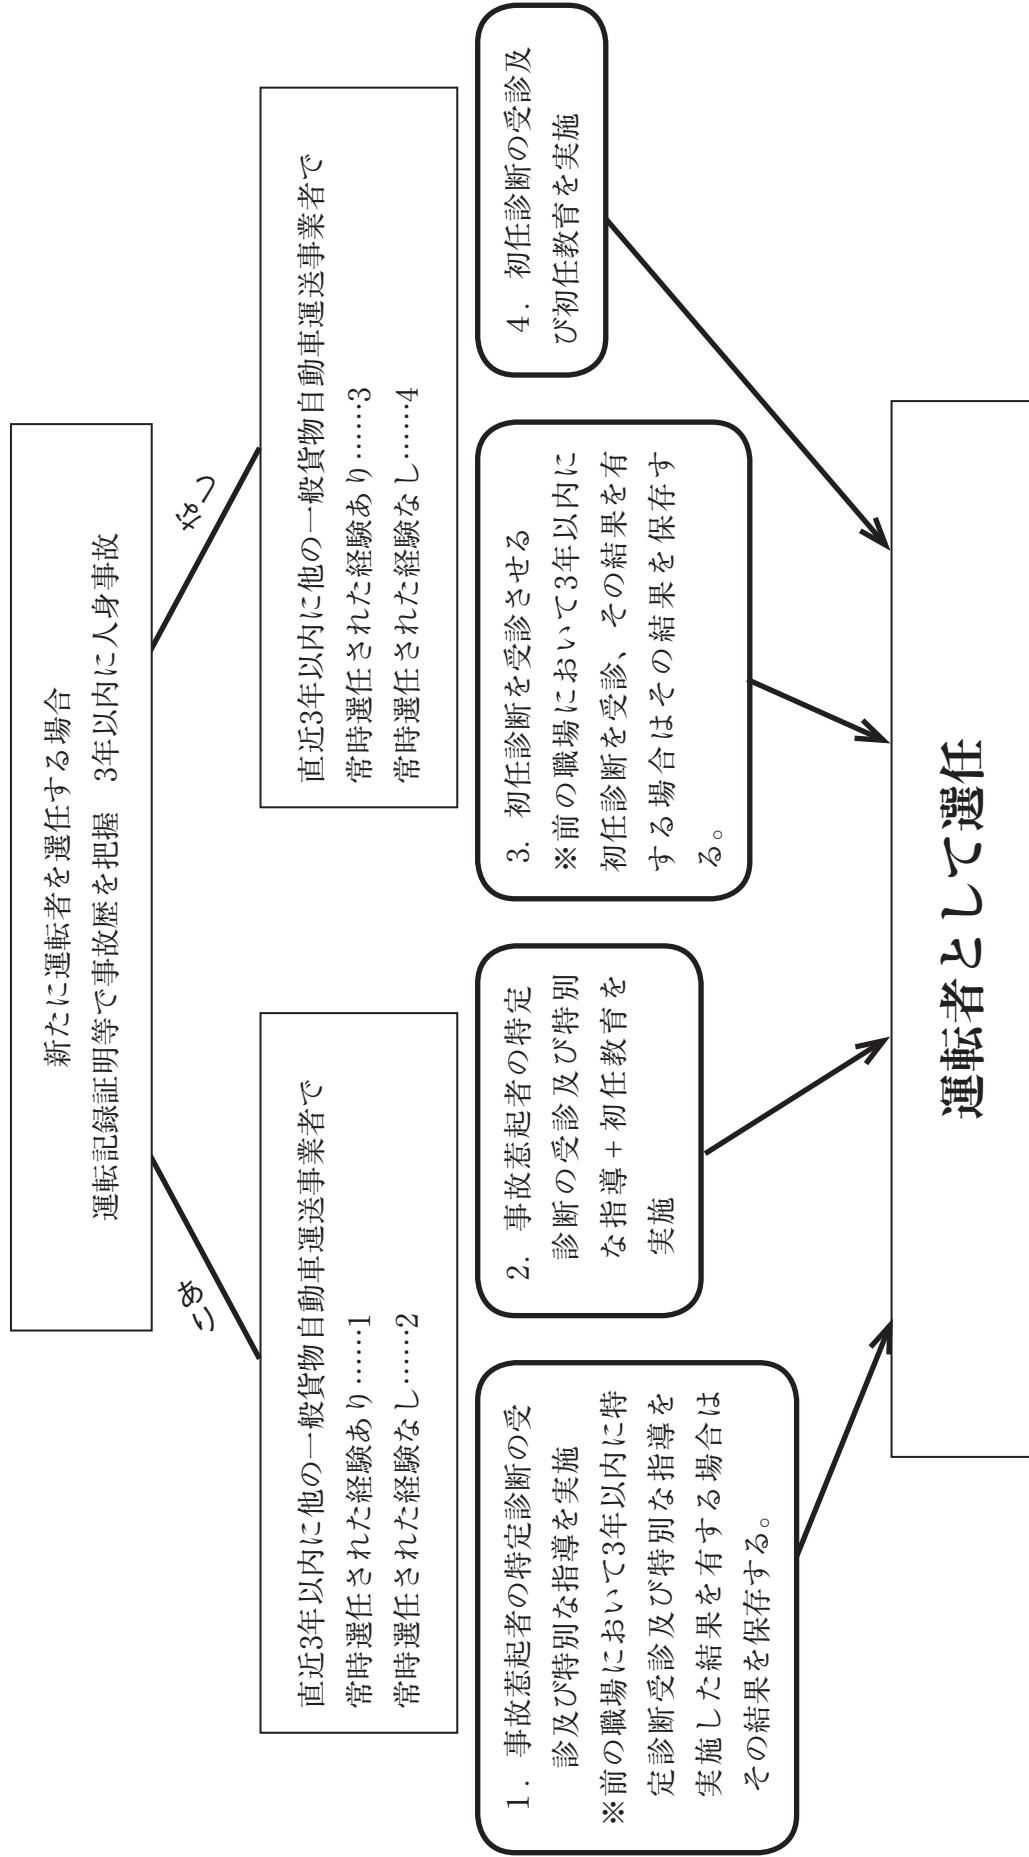 新たに運転者を選任する場合
運転記録証明等で事故歴を把握　3年以内に人身事故
あり
なし
直近3年以内に他の一般貨物自動車運送事業者で
常時選任された経験あり……1
常時選任された経験なし……2
直近3年以内に他の一般貨物自動車運送事業者で
常時選任された経験あり……3
常時選任された経験なし……4
1．事故惹起者の特定診断の受
診及び特別な指導を実施
※前の職場において3年以内に特
定診断受診及び特別な指導を
実施した結果を有する場合は
その結果を保存する。
2．事故惹起者の特定
診断の受診及び特別
な指導＋初任教育を
実施
3．初任診断を受診させる
※前の職場において3年以内に
初任診断を受診、その結果を有
する場合はその結果を保存す
る。
4．初任診断の受診及
び初任教育を実施
運転者として選任